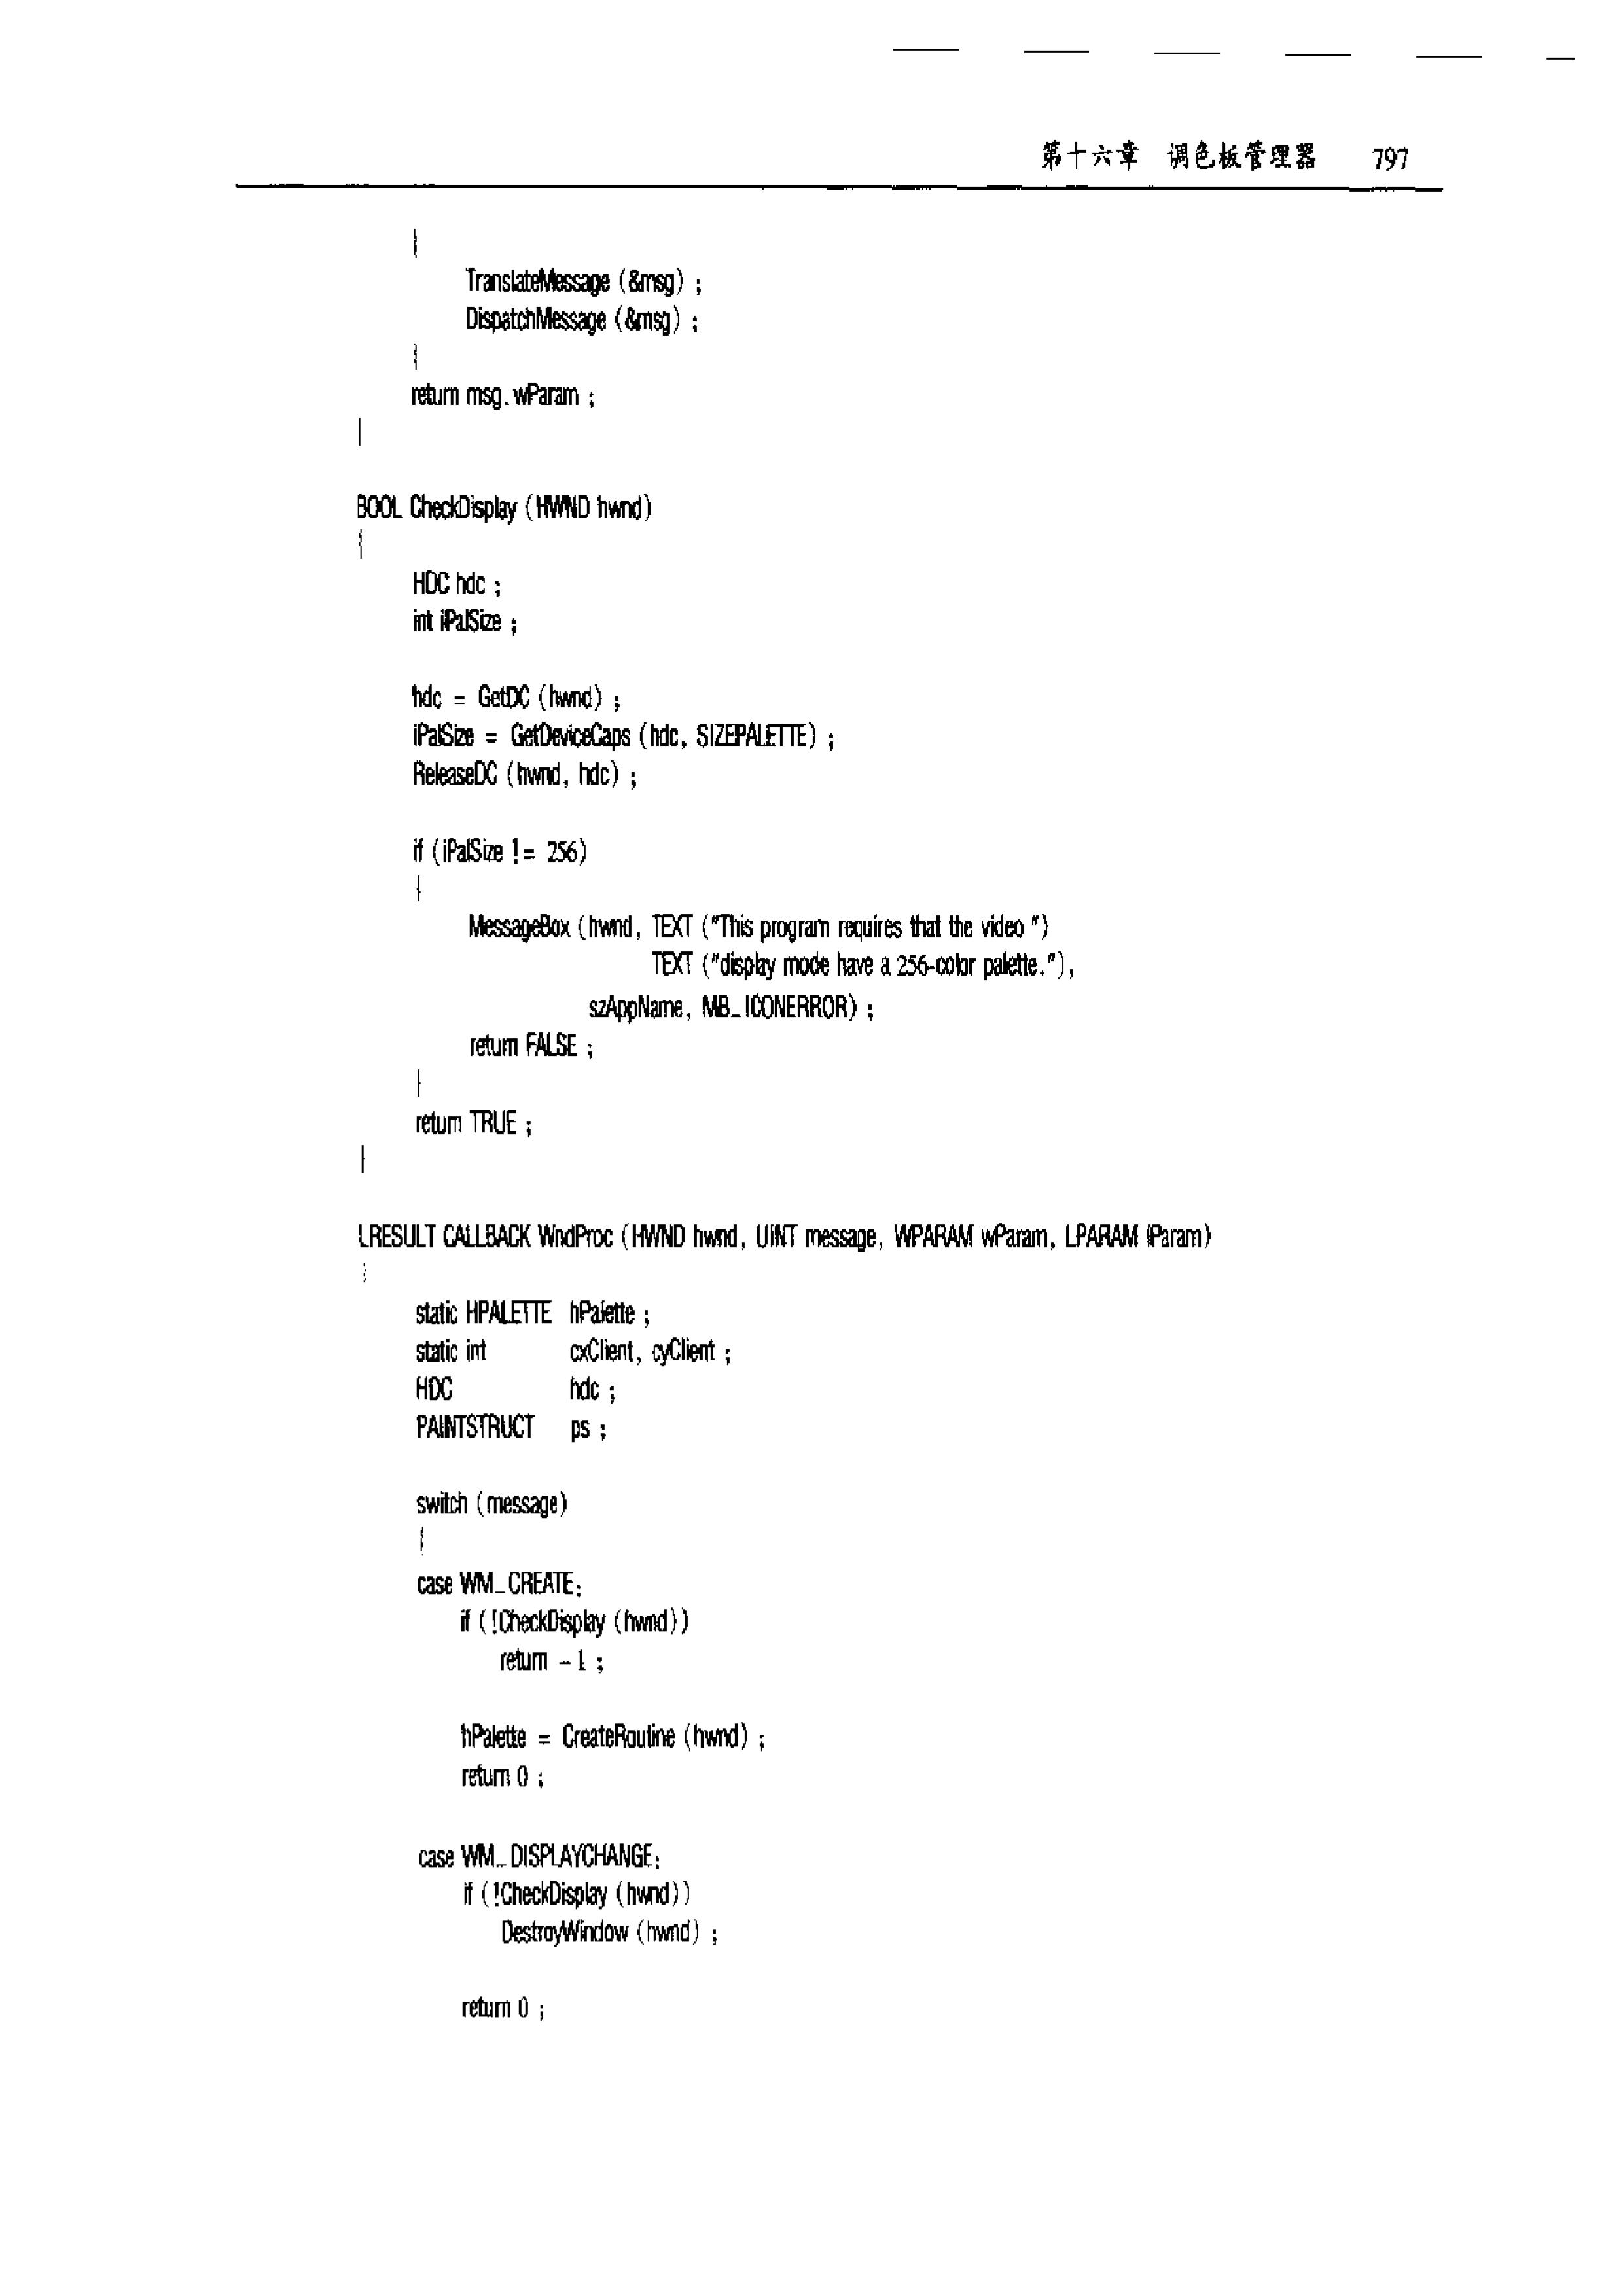 第十六章 调色板管理器 797
{
TranslateMessage (&msg) ;
DispatchMessage (&msg) ;
}
return msg.wParam ;
}
BOOL CheckDisplay (HWND hwnd)
{
HDC hdc ;
int iPalSize ;
hdc = GetDC (hwnd) ;
iPalSize = GetDeviceCaps (hdc, SIZEPALETTE) ;
ReleaseDC (hwnd, hdc) ;
if (iPalSize != 256)
{
MessageBox (hwnd, TEXT ("This program requires that the video ")
TEXT ("display mode have a 256-color palette."),
szAppName, MB_ICONERROR) ;
return FALSE ;
}
return TRUE ;
}
LRESULT CALLBACK WndProc (HWND hwnd, UINT message, WPARAM wParam, LPARAM lParam)
{
static HPALETTE hPalette ;
static int cxClient, cyClient ;
HDC hdc ;
PAINTSTRUCT ps ;
switch (message)
{
case WM_CREATE:
if (!CheckDisplay (hwnd))
return -1 ;
hPalette = CreateRoutine (hwnd) ;
return 0 ;
case WM_DISPLAYCHANGE:
if (!CheckDisplay (hwnd))
DestroyWindow (hwnd) ;
return 0 ;